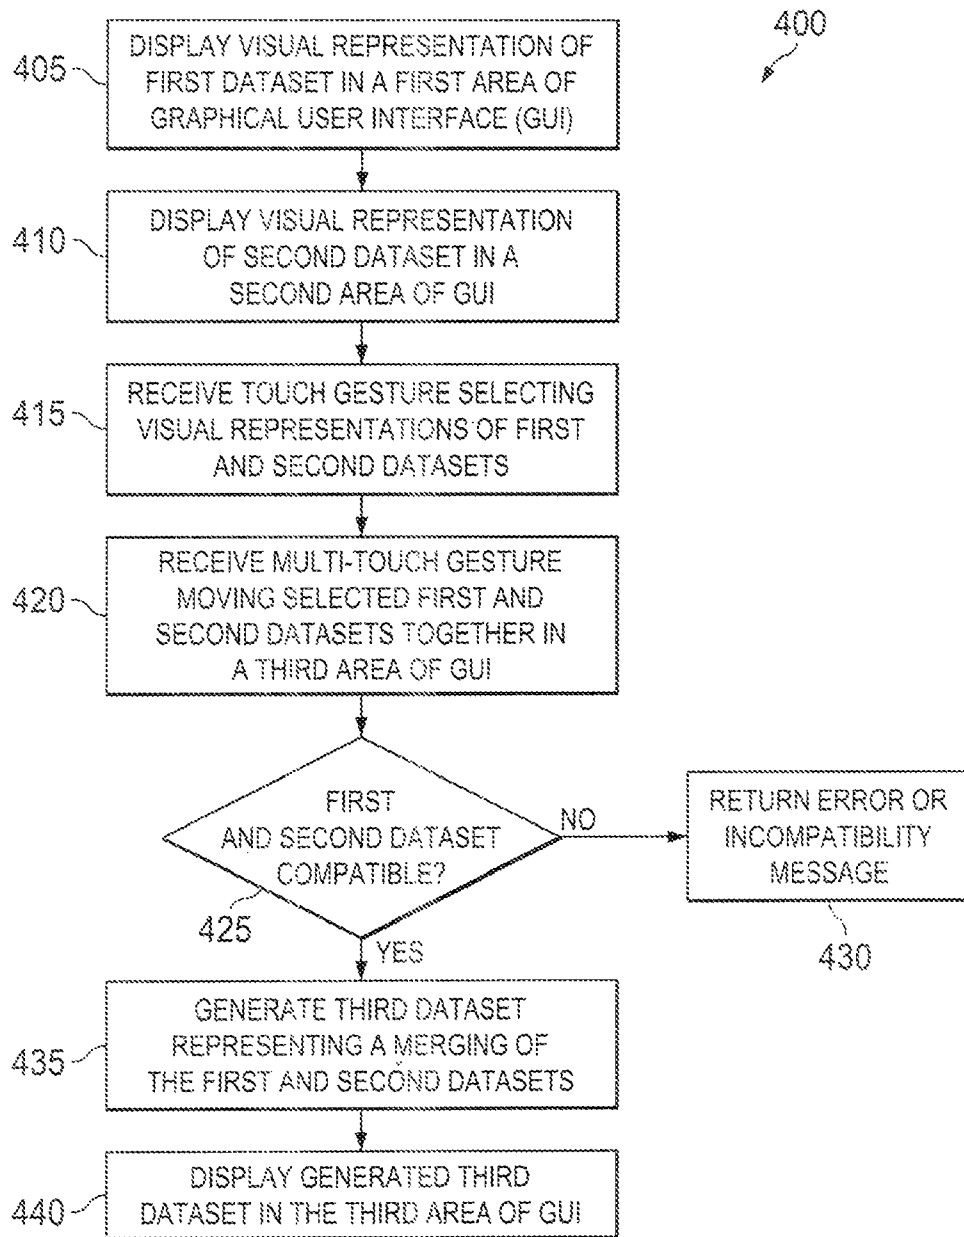 400
405
DISPLAY VISUAL REPRESENTATION OF
FIRST DATASET IN A FIRST AREA OF
GRAPHICAL USER INTERFACE (GUI)
410
DISPLAY VISUAL REPRESENTATION
OF SECOND DATASET IN A
SECOND AREA OF GUI
415
RECEIVE TOUCH GESTURE SELECTING
VISUAL REPRESENTATIONS OF FIRST
AND SECOND DATASETS
420
RECEIVE MULTI-TOUCH GESTURE
MOVING SELECTED FIRST AND
SECOND DATASETS TOGETHER IN
A THIRD AREA OF GUI
FIRST
AND SECOND DATASET
COMPATIBLE?
425
NO
RETURN ERROR OR
INCOMPATIBILITY
MESSAGE
430
YES
435
GENERATE THIRD DATASET
REPRESENTING A MERGING OF
THE FIRST AND SECOND DATASETS
440
DISPLAY GENERATED THIRD
DATASET IN THE THIRD AREA OF GUI